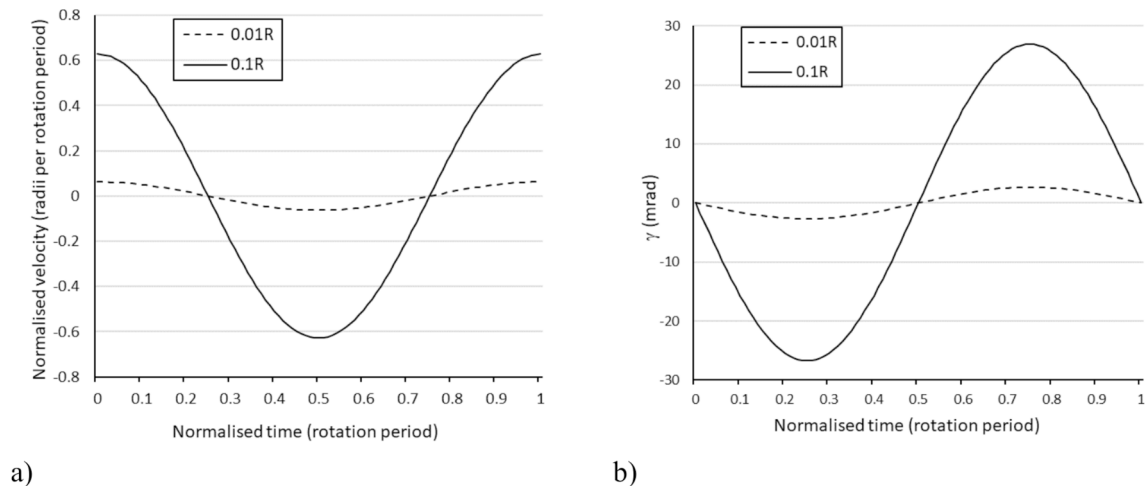 0.8
0.6
0.4
0.2
0
-0.2
-0.4
-0.6
-0.8
Normalised velocity (radii per rotation period)
0.01R
0.1R
0 0.1 0.2 0.3 0.4 0.5 0.6 0.7 0.8 0.9 1
Normalised time (rotation period)
a)
30
20
10
0
-10
-20
-30
γ (mrad)
0.01R
0.1R
0 0.1 0.2 0.3 0.4 0.5 0.6 0.7 0.8 0.9 1
Normalised time (rotation period)
b)